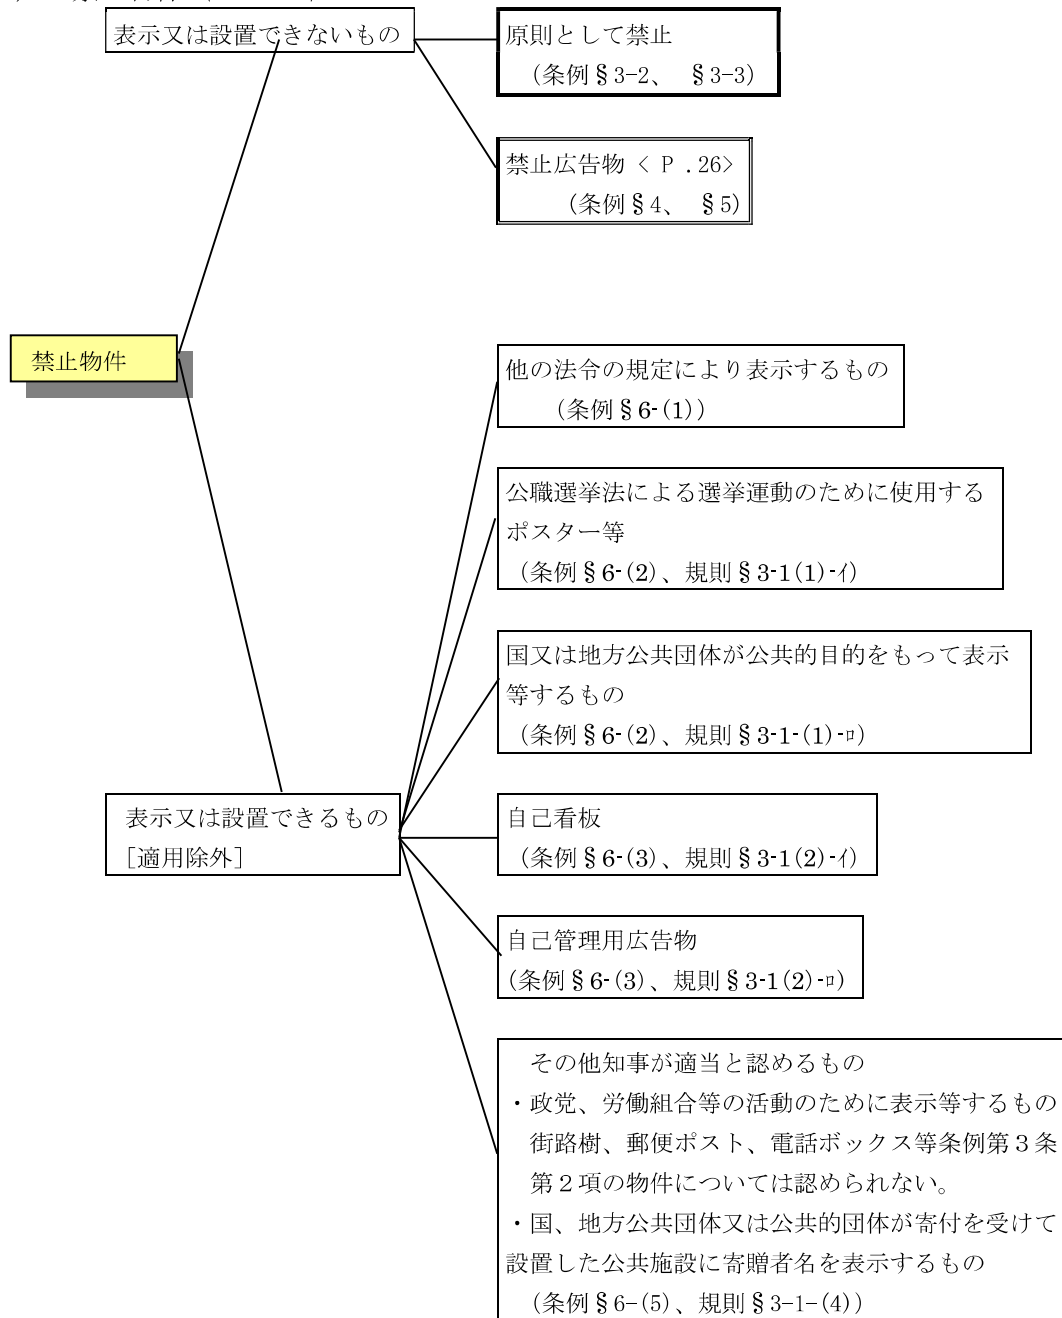 表示又は設置できないもの
原則として禁止
(条例§3-2、 §3-3)
禁止広告物 < P .26>
(条例§4、 §5)
禁止物件
他の法令の規定により表示するもの
(条例§6-(1))
公職選挙法による選挙運動のために使用する
ポスター等
(条例§6-(2)、規則§3-1(1)-ｲ)
国又は地方公共団体が公共的目的をもって表示
等するもの
(条例§6-(2)、規則§3-1-(1)-ﾛ)
表示又は設置できるもの
[適用除外]
自己看板
(条例§6-(3)、規則§3-1(2)-ｲ)
自己管理用広告物
(条例§6-(3)、規則§3-1(2)-ﾛ)
その他知事が適当と認めるもの
・政党、労働組合等の活動のために表示等するもの
街路樹、郵便ポスト、電話ボックス等条例第３条
第２項の物件については認められない。
・国、地方公共団体又は公共的団体が寄付を受けて
設置した公共施設に寄贈者名を表示するもの
(条例§6-(5)、規則§3-1-(4))